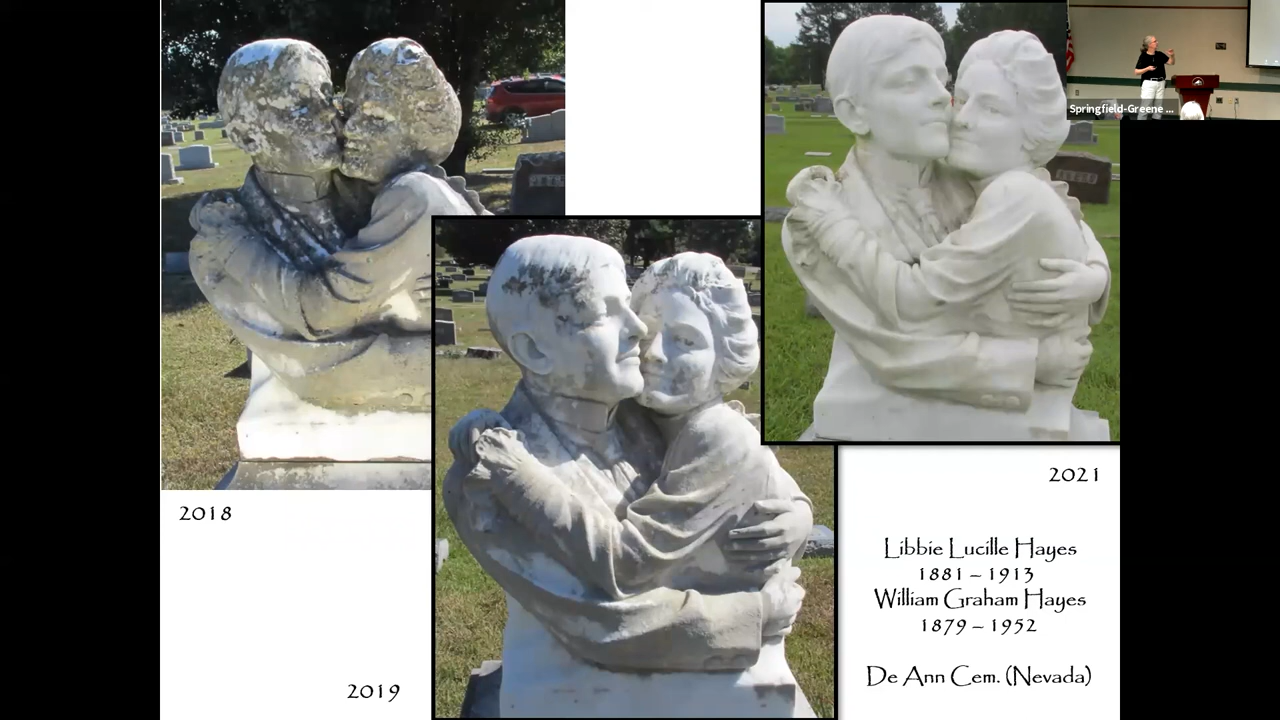 Springfield-Greene ...
2018
2019
2021
Libbie Lucille Hayes
1881 – 1913
William Graham Hayes
1879 – 1952
De Ann Cem. (Nevada)